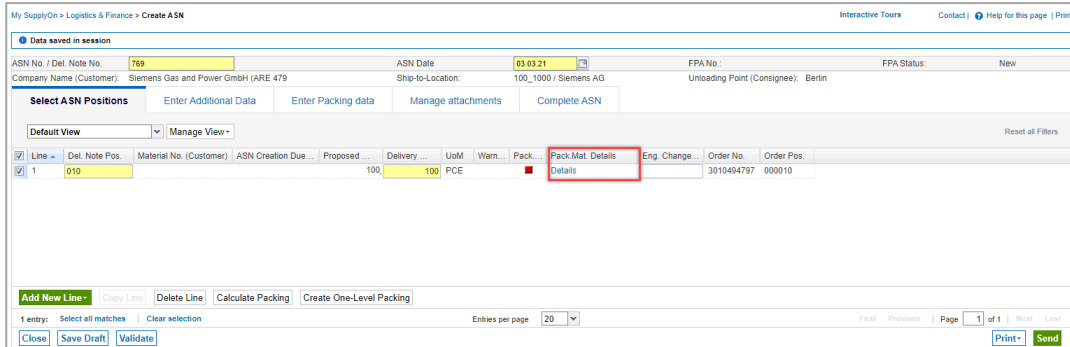 My SupplyOn > Logistics & Finance > Create ASN Interactive Tours Contact | Help for this page | Print
Data saved in session
ASN No. / Del. Note No. 769 ASN Date 03.03.21 FPA No.: FPA Status: New
Company Name (Customer): Siemens Gas and Power GmbH (ARE 479 Ship-to-Location: 100_1000 / Siemens AG Unloading Point (Consignee): Berlin
Select ASN Positions Enter Additional Data Enter Packing data Manage attachments Complete ASN
Default View Manage View Reset all Filters
Line Del. Note Pos. Material No. (Customer) ASN Creation Due... Proposed ... Delivery ... UoM Warn... Pack.... Pack.Mat. Details Eng. Change... Order No. Order Pos.
1 010 100, 100 PCE Details 3010494797 000010
Add New Line Copy Line Delete Line Calculate Packing Create One-Level Packing
1 entry: Select all matches | Clear selection Entries per page 20 First Previous | Page 1 of 1 | Next Last
Close Save Draft Validate Print Send